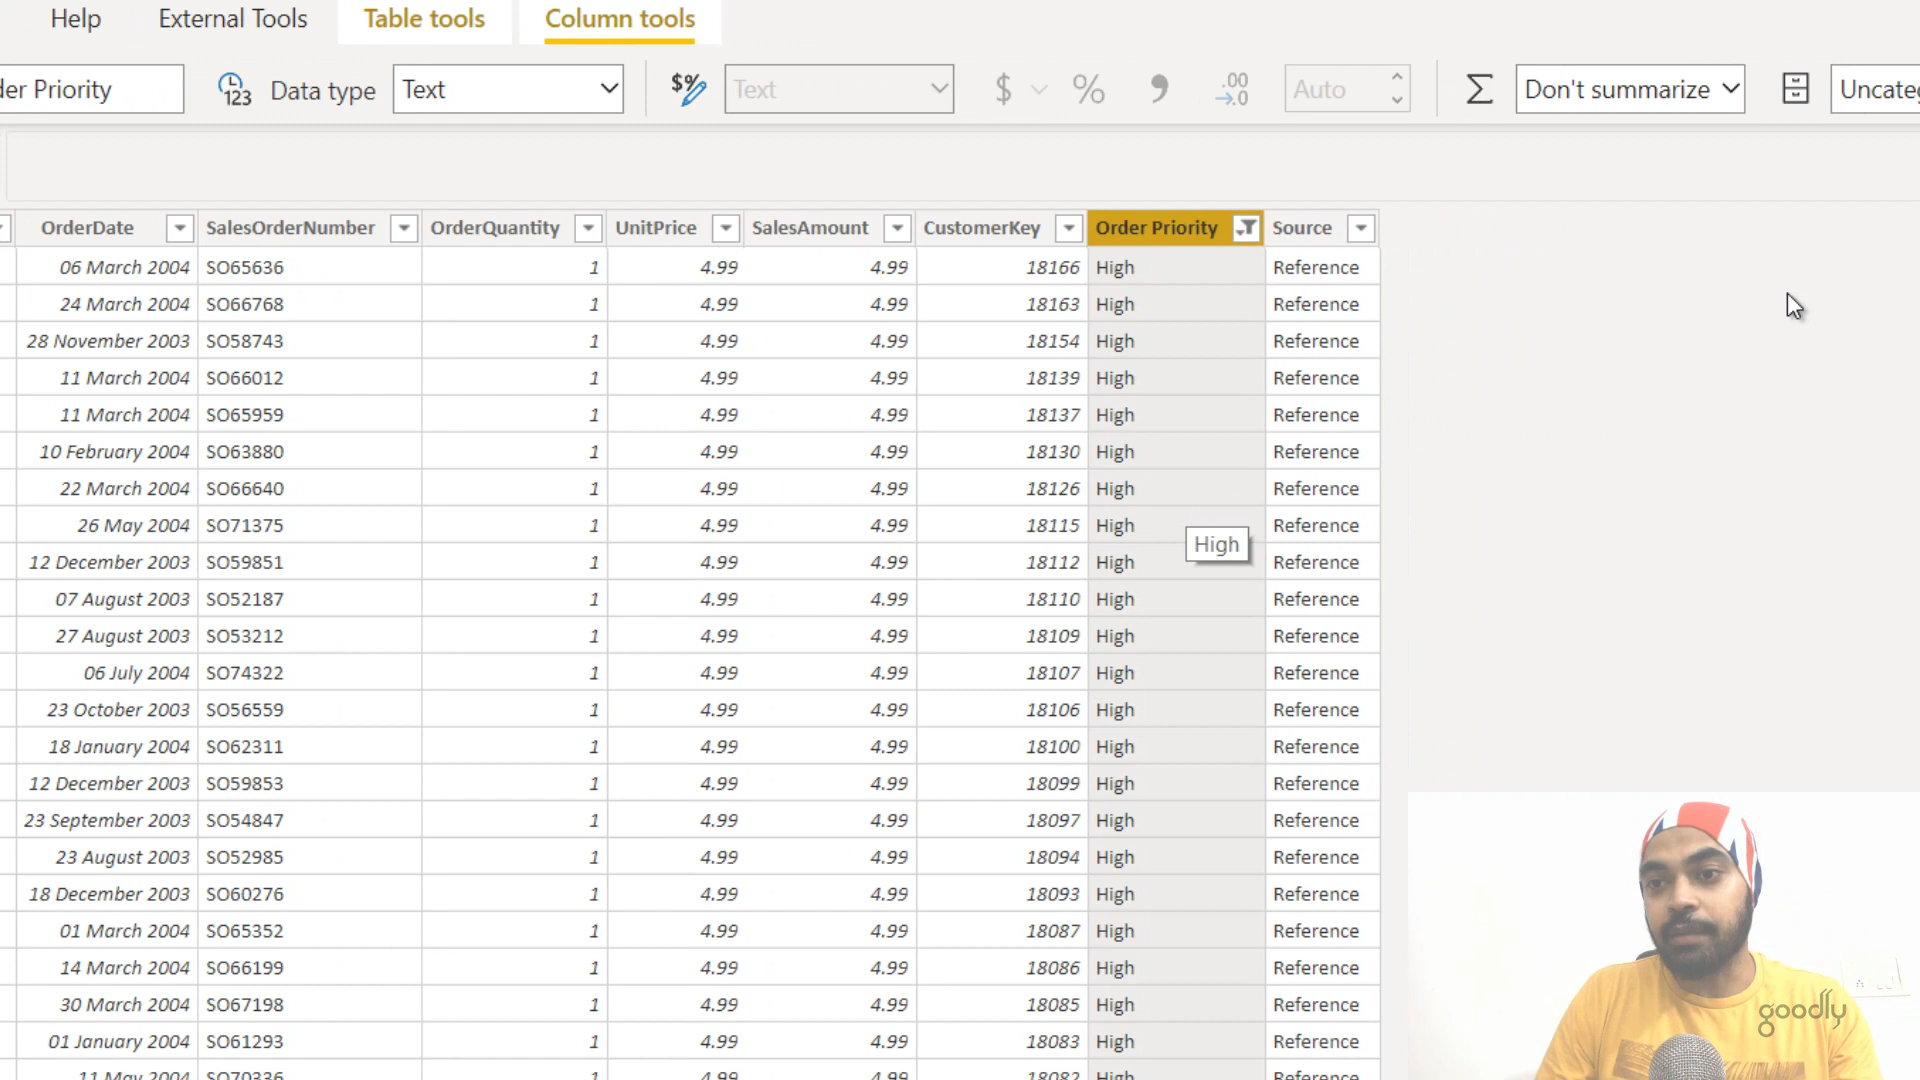 Help External Tools Table tools Column tools
der Priority Data type Text Text $ % .00 Auto Don't summarize Uncateg
OrderDate SalesOrderNumber OrderQuantity UnitPrice SalesAmount CustomerKey Order Priority Source
06 March 2004 SO65636 1 4.99 4.99 18166 High Reference
24 March 2004 SO66768 1 4.99 4.99 18163 High Reference
28 November 2003 SO58743 1 4.99 4.99 18154 High Reference
11 March 2004 SO66012 1 4.99 4.99 18139 High Reference
11 March 2004 SO65959 1 4.99 4.99 18137 High Reference
10 February 2004 SO63880 1 4.99 4.99 18130 High Reference
22 March 2004 SO66640 1 4.99 4.99 18126 High Reference
26 May 2004 SO71375 1 4.99 4.99 18115 High Reference
High
12 December 2003 SO59851 1 4.99 4.99 18112 High Reference
07 August 2003 SO52187 1 4.99 4.99 18110 High Reference
27 August 2003 SO53212 1 4.99 4.99 18109 High Reference
06 July 2004 SO74322 1 4.99 4.99 18107 High Reference
23 October 2003 SO56559 1 4.99 4.99 18106 High Reference
18 January 2004 SO62311 1 4.99 4.99 18100 High Reference
12 December 2003 SO59853 1 4.99 4.99 18099 High Reference
23 September 2003 SO54847 1 4.99 4.99 18097 High Reference
23 August 2003 SO52985 1 4.99 4.99 18094 High Reference
18 December 2003 SO60276 1 4.99 4.99 18093 High Reference
01 March 2004 SO65352 1 4.99 4.99 18087 High Reference
14 March 2004 SO66199 1 4.99 4.99 18086 High Reference
30 March 2004 SO67198 1 4.99 4.99 18085 High Reference
goodly
01 January 2004 SO61293 1 4.99 4.99 18083 High Reference
11 May 2004 SO70336 1 4.99 4.99 18082 High Reference